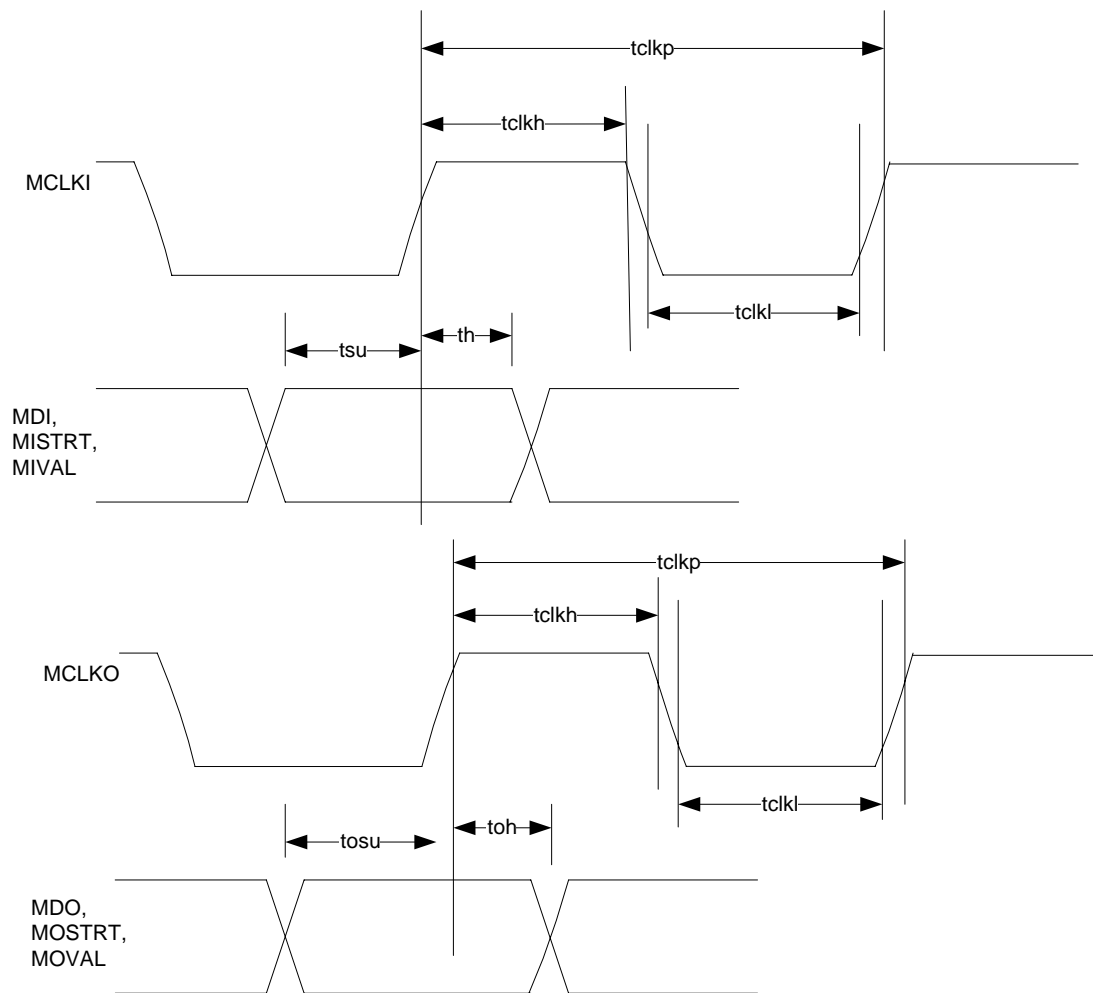 tclkp
tclkh
MCLKI
tclkl
th
tsu
MDI,
MISTRT,
MIVAL
tclkp
tclkh
MCLKO
tclkl
toh
tosu
MDO,
MOSTRT,
MOVAL